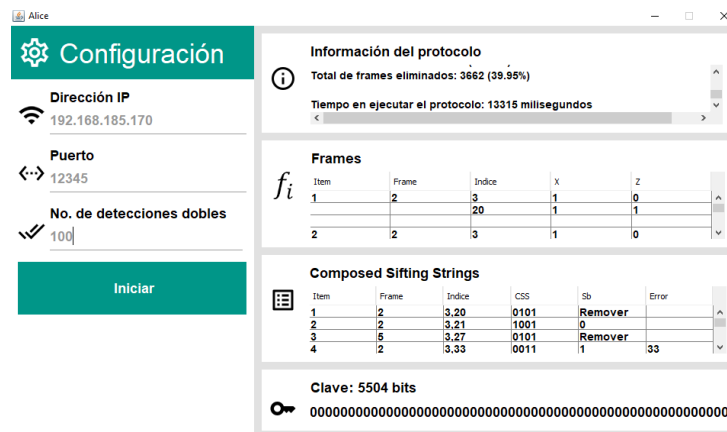 Alice
Configuración
Dirección IP
192.168.185.170
Puerto
12345
No. de detecciones dobles
100
Iniciar
Información del protocolo
Total de frames eliminados: 3662 (39.95%)
Tiempo en ejecutar el protocolo: 13315 milisegundos
fi
Frames
Item Frame Indice X Z
1 2 3 1 0
20 1 1
2 2 3 1 0
Composed Sifting Strings
Item Frame Indice CSS Sb Error
1 2 3,20 0101 Remover
2 2 3,21 1001 0
3 5 3,27 0101 Remover
4 2 3,33 0011 1 33
Clave: 5504 bits
0000000000000000000000000000000000000000000000000000000